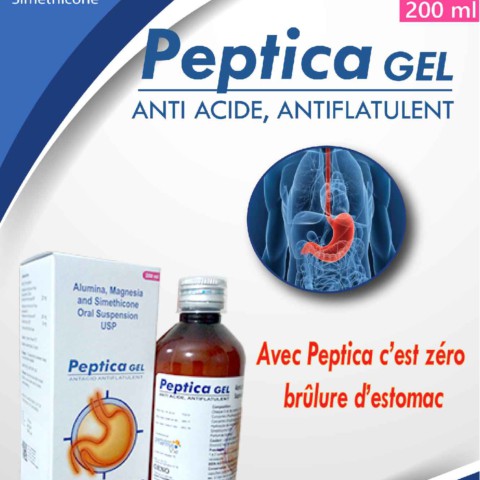 Simethicone
200 ml
Peptica GEL
ANTI ACIDE, ANTIFLATULENT
200 ml
Alumina, Magnesia
and Simethicone
Oral Suspension
USP
Peptica GEL
ANTACID ANTIFLATULENT
Peptica GEL
ANTI ACIDE, ANTIFLATULENT
Avec Peptica c'est zéro
brûlure d'estomac